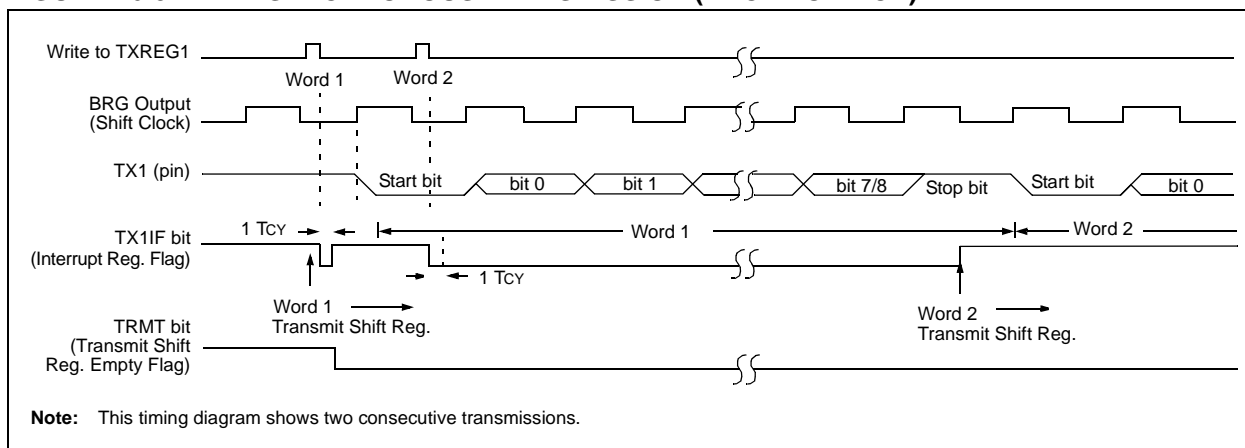 Write to TXREG1
Word 1
Word 2
BRG Output
(Shift Clock)
TX1 (pin)
Start bit
bit 0
bit 1
bit 7/8
Stop bit
Start bit
bit 0
1 TCY
TX1IF bit
(Interrupt Reg. Flag)
Word 1
Word 2
1 TCY
Word 1
Transmit Shift Reg.
Word 2
Transmit Shift Reg.
TRMT bit
(Transmit Shift
Reg. Empty Flag)
Note: This timing diagram shows two consecutive transmissions.